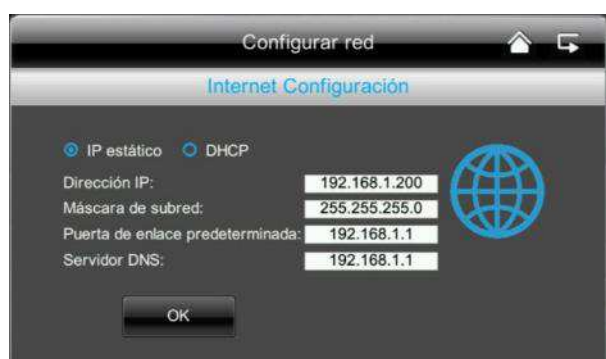 Configurar red
Internet Configuración
IP estático DHCP
Dirección IP: 192.168.1.200
Máscara de subred: 255.255.255.0
Puerta de enlace predeterminada: 192.168.1.1
Servidor DNS: 192.168.1.1
OK